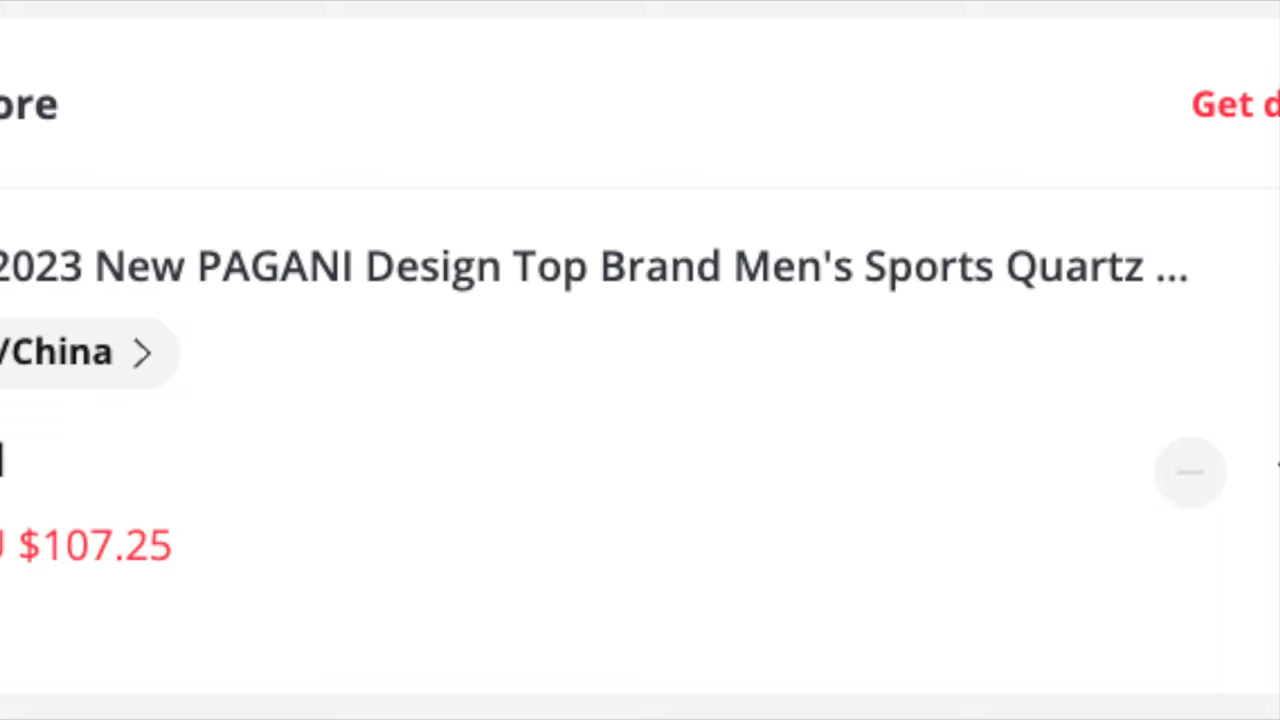 ore
Get d
2023 New PAGANI Design Top Brand Men's Sports Quartz ...
/China >
$107.25